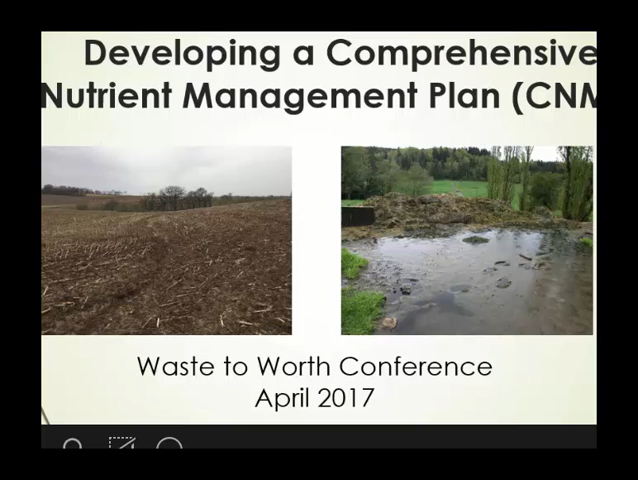 Developing a Comprehensive
Nutrient Management Plan (CNM
Waste to Worth Conference
April 2017